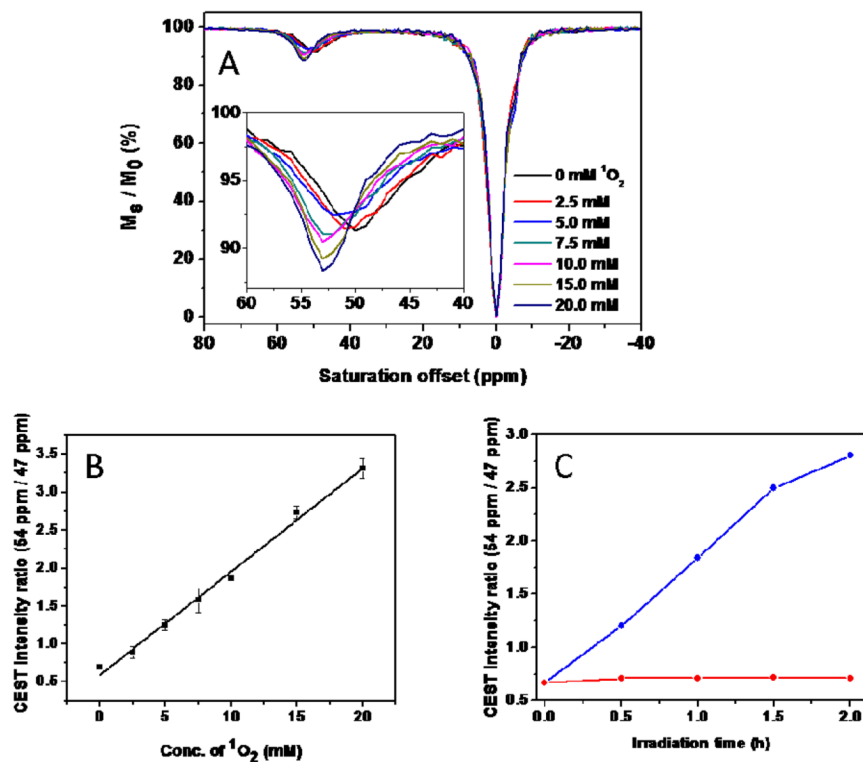 A
M_s / M_0 (%)
100
80
60
40
20
0
100
95
90
60 55 50 45 40
0 mM ¹O₂
2.5 mM
5.0 mM
7.5 mM
10.0 mM
15.0 mM
20.0 mM
80 60 40 20 0 -20 -40
Saturation offset (ppm)
B
CEST Intensity ratio (54 ppm / 47 ppm)
3.5
3.0
2.5
2.0
1.5
1.0
0.5
0 5 10 15 20
Conc. of ¹O₂ (mM)
C
CEST Intensity ratio (54 ppm / 47 ppm)
3.0
2.5
2.0
1.5
1.0
0.5
0.0 0.5 1.0 1.5 2.0
Irradiation time (h)